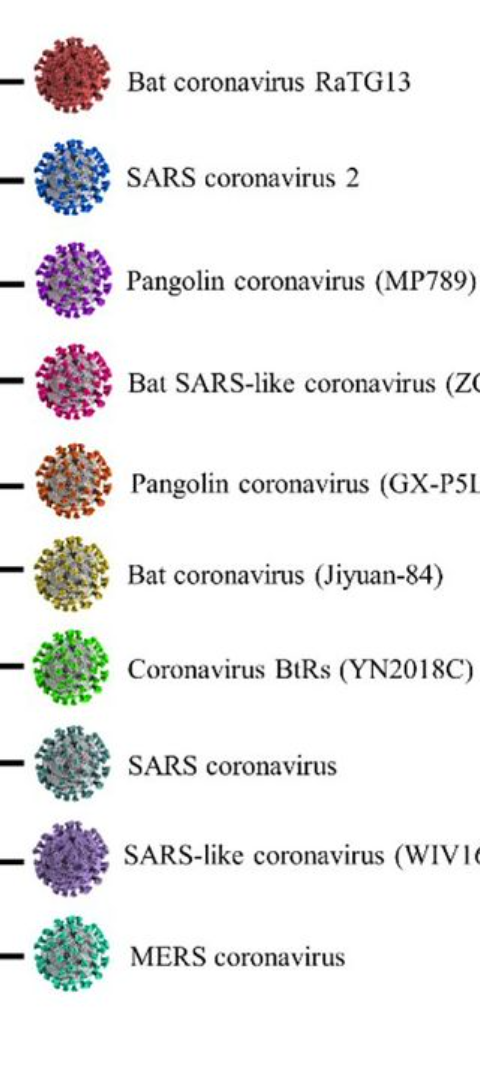 Bat coronavirus RaTG13
SARS coronavirus 2
Pangolin coronavirus (MP789)
Bat SARS-like coronavirus
Pangolin coronavirus (GX-P5L
Bat coronavirus (Jiyuan-84)
Coronavirus BtRs (YN2018C)
SARS coronavirus
SARS-like coronavirus (WIV16
MERS coronavirus